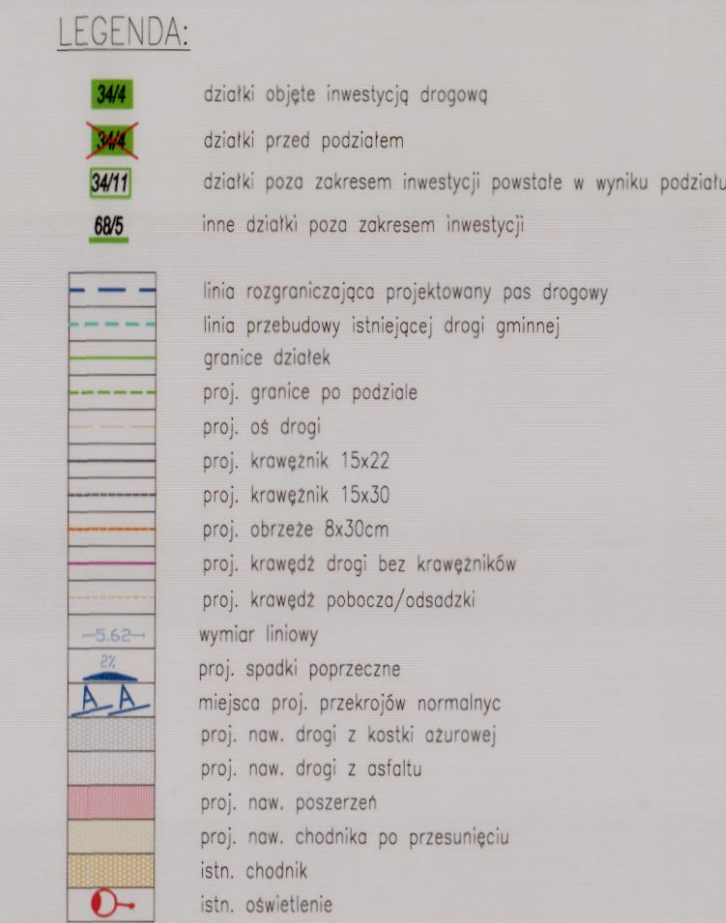 LEGENDA:
34/4 działki objęte inwestycją drogową
34/4 działki przed podziałem
34/11 działki poza zakresem inwestycji powstałe w wyniku podziału
68/5 inne działki poza zakresem inwestycji
linia rozgraniczająca projektowany pas drogowy
linia przebudowy istniejącej drogi gminnej
granice działek
proj. granice po podziale
proj. oś drogi
proj. krawężnik 15x22
proj. krawężnik 15x30
proj. obrzeże 8x30cm
proj. krawędź drogi bez krawężników
proj. krawędź pobocza/odsadzki
5.62 wymiar liniowy
2% proj. spadki poprzeczne
A A miejsca proj. przekrojów normalnyc
proj. naw. drogi z kostki ażurowej
proj. naw. drogi z asfaltu
proj. naw. poszerzeń
proj. naw. chodnika po przesunięciu
istn. chodnik
istn. oświetlenie